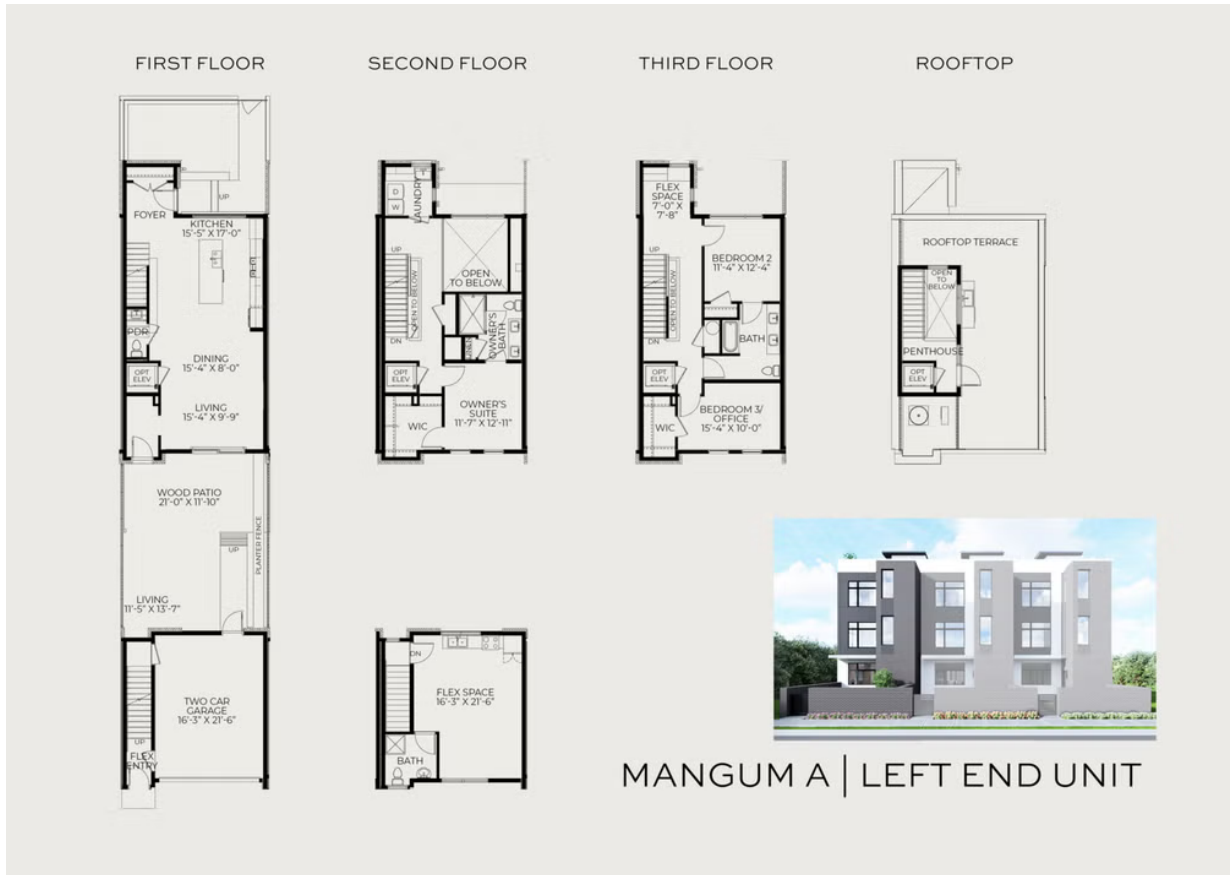 FIRST FLOOR
SECOND FLOOR
THIRD FLOOR
ROOFTOP
UP
FOYER
KITCHEN
15'-5" X 17'-0"
PDR
DINING
15'-4" X 8'-0"
OPT
ELEV
LIVING
15'-4" X 9'-9"
WOOD PATIO
21'-0" X 11'-10"
PLANTER FENCE
UP
LIVING
11'-5" X 13'-7"
TWO CAR
GARAGE
16'-3" X 21'-6"
UP
FLEX
ENTRY
D
W
LAUNDRY
UP
OPEN
TO BELOW
OPEN TO BELOW
OWNER'S
BATH
LINEN
DN
OPT
ELEV
WIC
OWNER'S
SUITE
11'-7" X 12'-11"
DN
FLEX SPACE
16'-3" X 21'-6"
BATH
FLEX
SPACE
7'-0" X
7'-8"
UP
BEDROOM 2
11'-4" X 12'-4"
OPEN TO BELOW
DN
BATH
OPT
ELEV
WIC
BEDROOM 3/
OFFICE
15'-4" X 10'-0"
ROOFTOP TERRACE
OPEN
TO
BELOW
PENTHOUSE
OPT
ELEV
MANGUM A | LEFT END UNIT